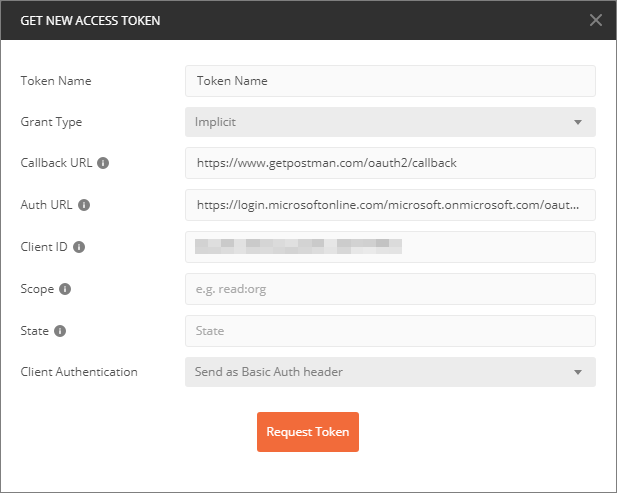 GET NEW ACCESS TOKEN
Token Name Token Name
Grant Type Implicit
Callback URL https://www.getpostman.com/oauth2/callback
Auth URL https://login.microsoftonline.com/microsoft.onmicrosoft.com/oaut...
Client ID
Scope e.g. read:org
State State
Client Authentication Send as Basic Auth header
Request Token